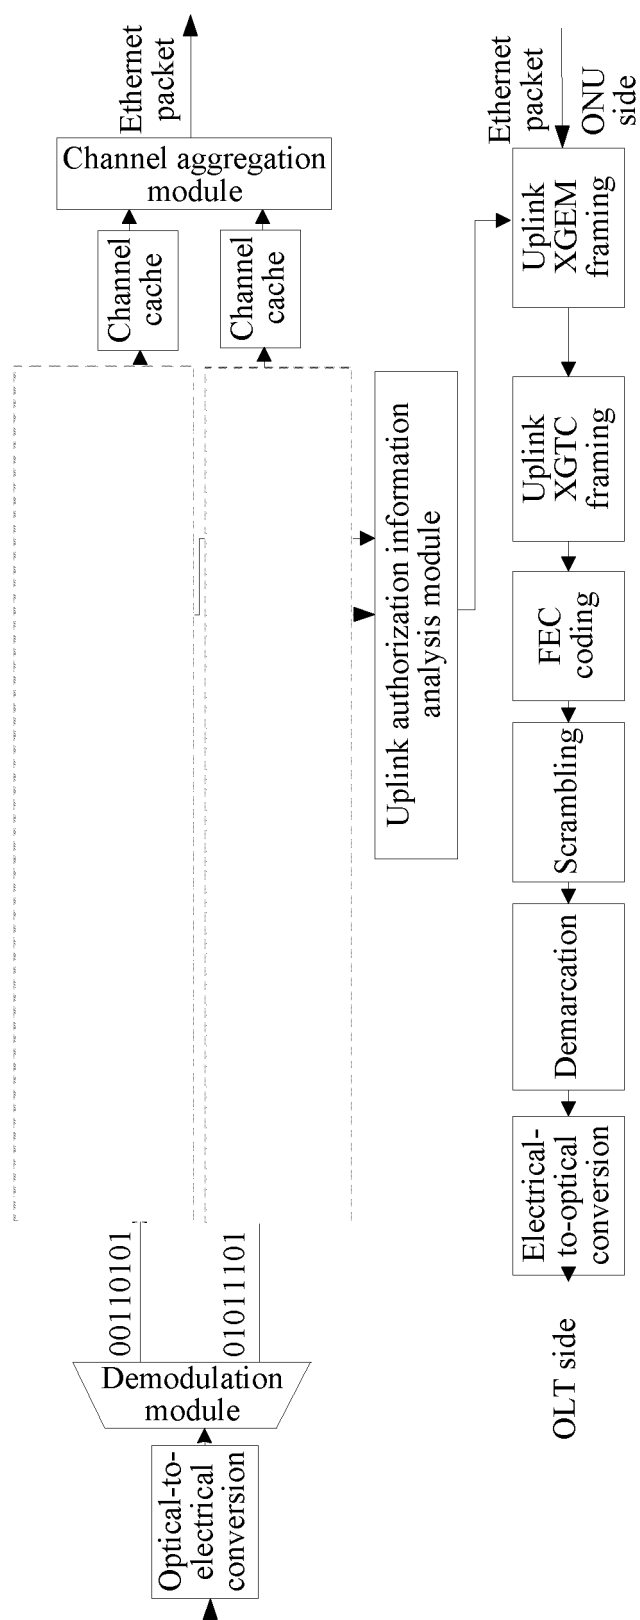 Ethernet
packet
Channel aggregation
module
Channel
cache
Channel
cache
Uplink authorization information
analysis module
00110101
01011101
Demodulation
module
Optical-to-
electrical
conversion
Ethernet
packet
ONU
side
Uplink
XGEM
framing
Uplink
XGTC
framing
FEC
coding
Scrambling
Demarcation
Electrical-
to-optical
conversion
OLT side